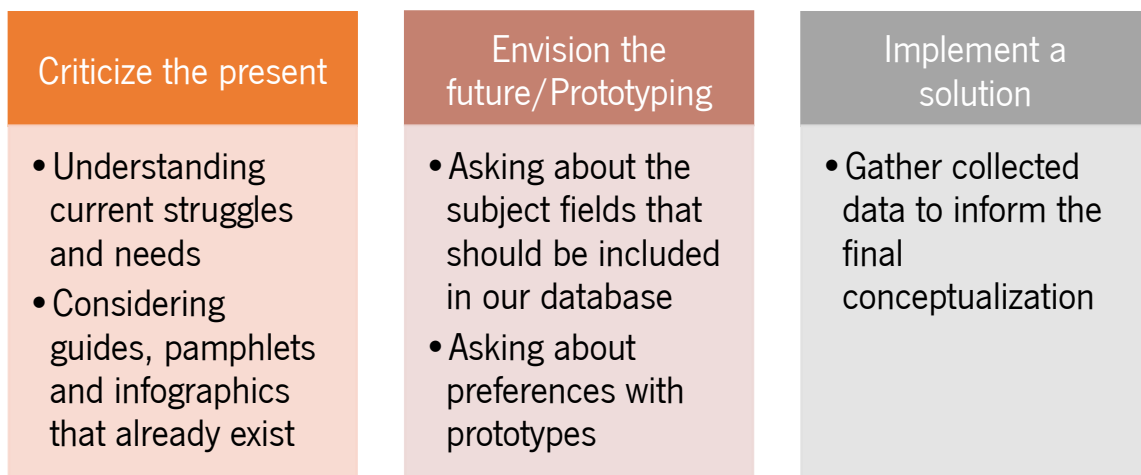 Criticize the present
• Understanding
current struggles
and needs
• Considering
guides, pamphlets
and infographics
that already exist
Envision the
future/Prototyping
• Asking about the
subject fields that
should be included
in our database
• Asking about
preferences with
prototypes
Implement a
solution
• Gather collected
data to inform the
final
conceptualization